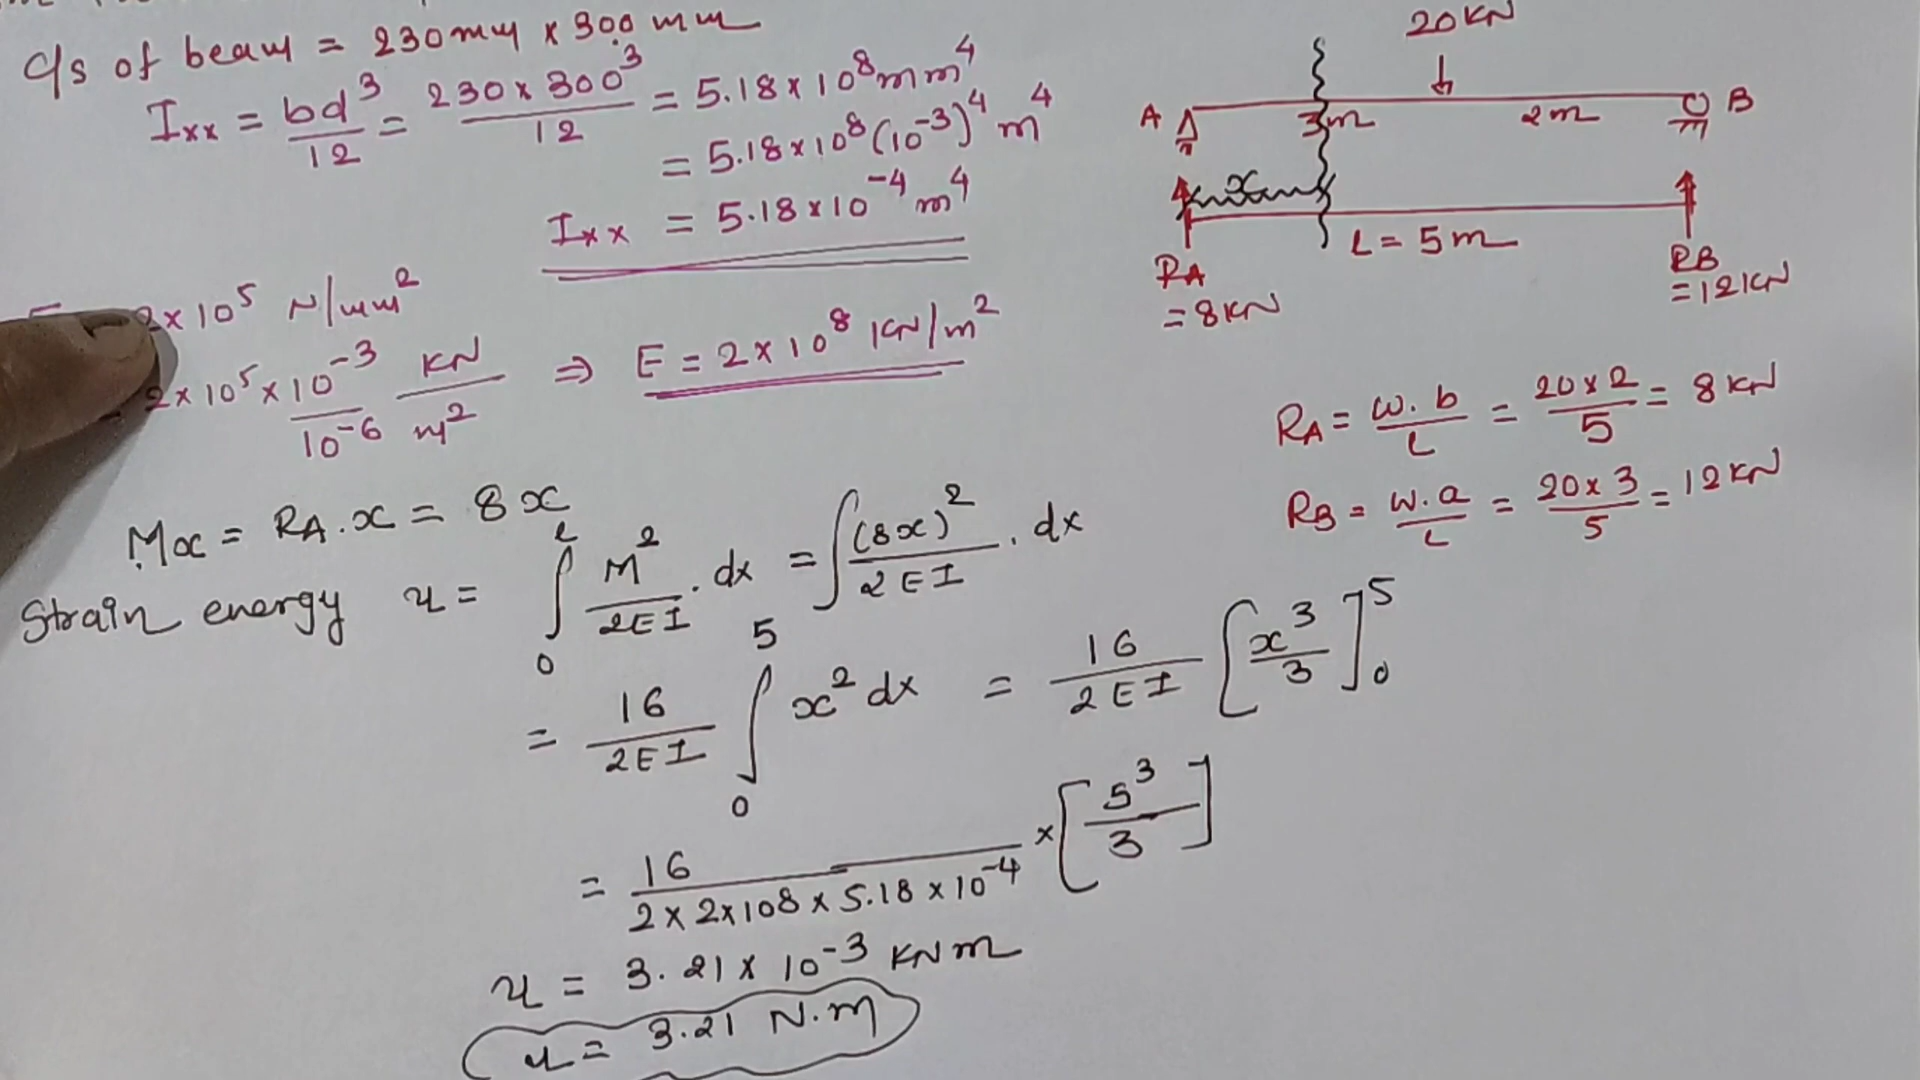 c/s of beam = 230mm x 300 mm
Ixx = bd³/12 = 230 x 300³/12 = 5.18 x 10⁸ mm⁴
= 5.18 x 10⁸ (10⁻³)⁴ m⁴
Ixx = 5.18 x 10⁻⁴ m⁴
2 x 10⁵ N/mm²
2 x 10⁵ x 10⁻³/10⁻⁶ KN/m² ⇒ E = 2 x 10⁸ KN/m²
20 KN
A 3m 2m B
x
L = 5m
RA = 8KN
RB = 12KN
RA = w.b/L = 20 x 2/5 = 8 KN
RB = w.a/L = 20 x 3/5 = 12 KN
Mx = RA.x = 8x
Strain energy u = ∫₀ˡ M²/2EI . dx = ∫ (8x)²/2EI . dx
= 16/2EI ∫₀⁵ x² dx = 16/2EI [x³/3]₀⁵
= 16/2 x 2 x 108 x 5.18 x 10⁻⁴ x [5³/3]
u = 3.21 x 10⁻³ KN m
u = 3.21 N.m